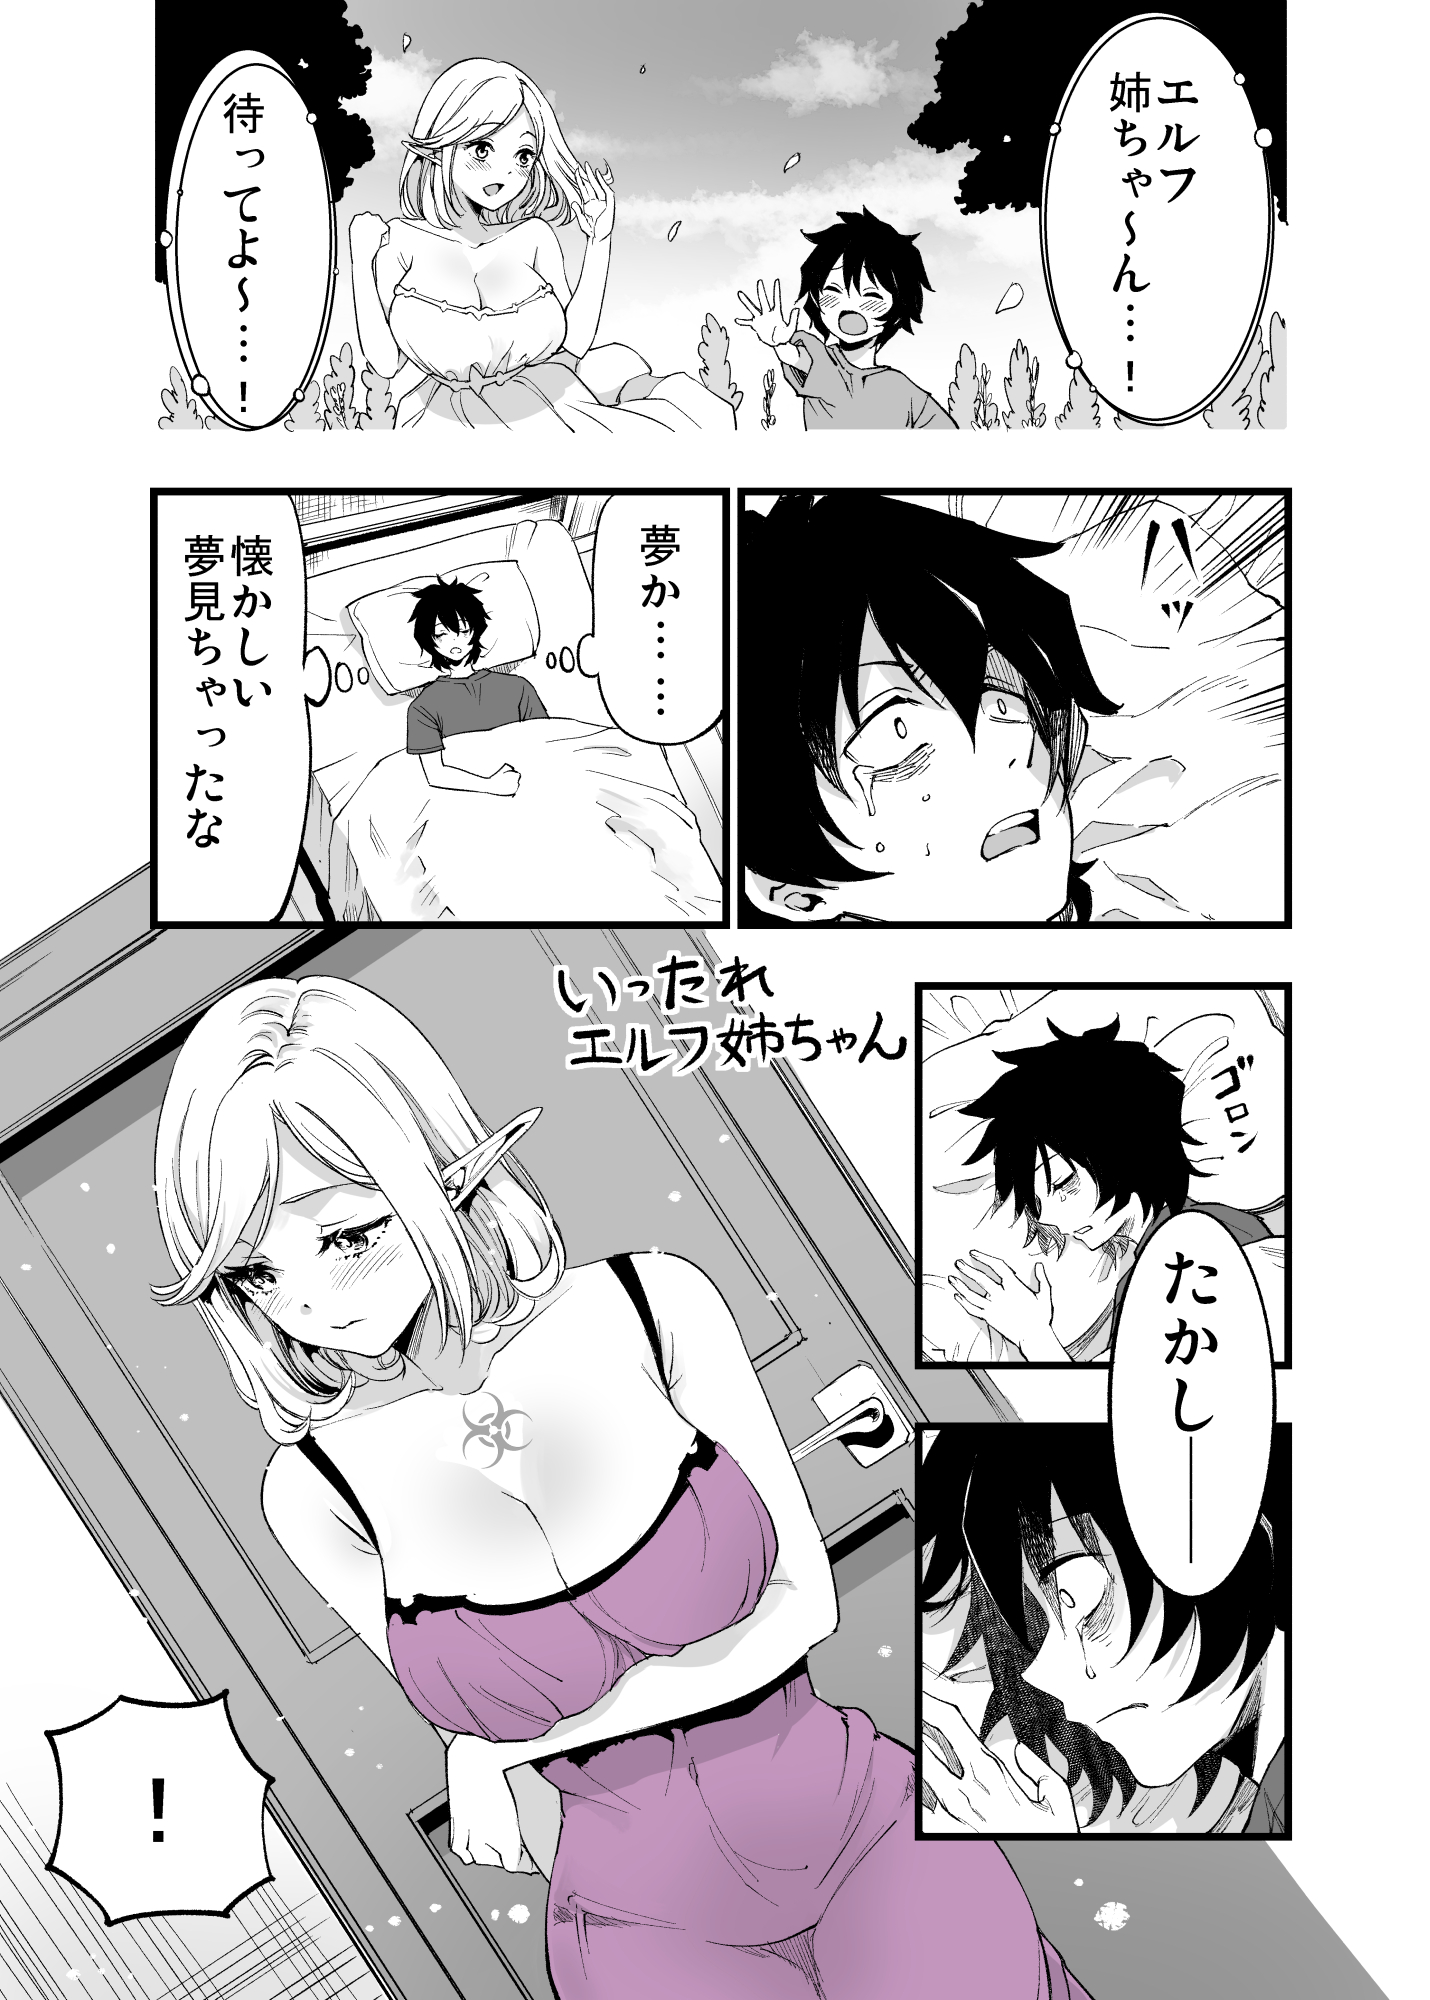 エルフ
姉ちゃ〜ん…！
待ってよ〜…！
バッ
夢か……
懐かしい
夢見ちゃったな
ゴロン
たかし――
いったれ
エルフ姉ちゃん
！